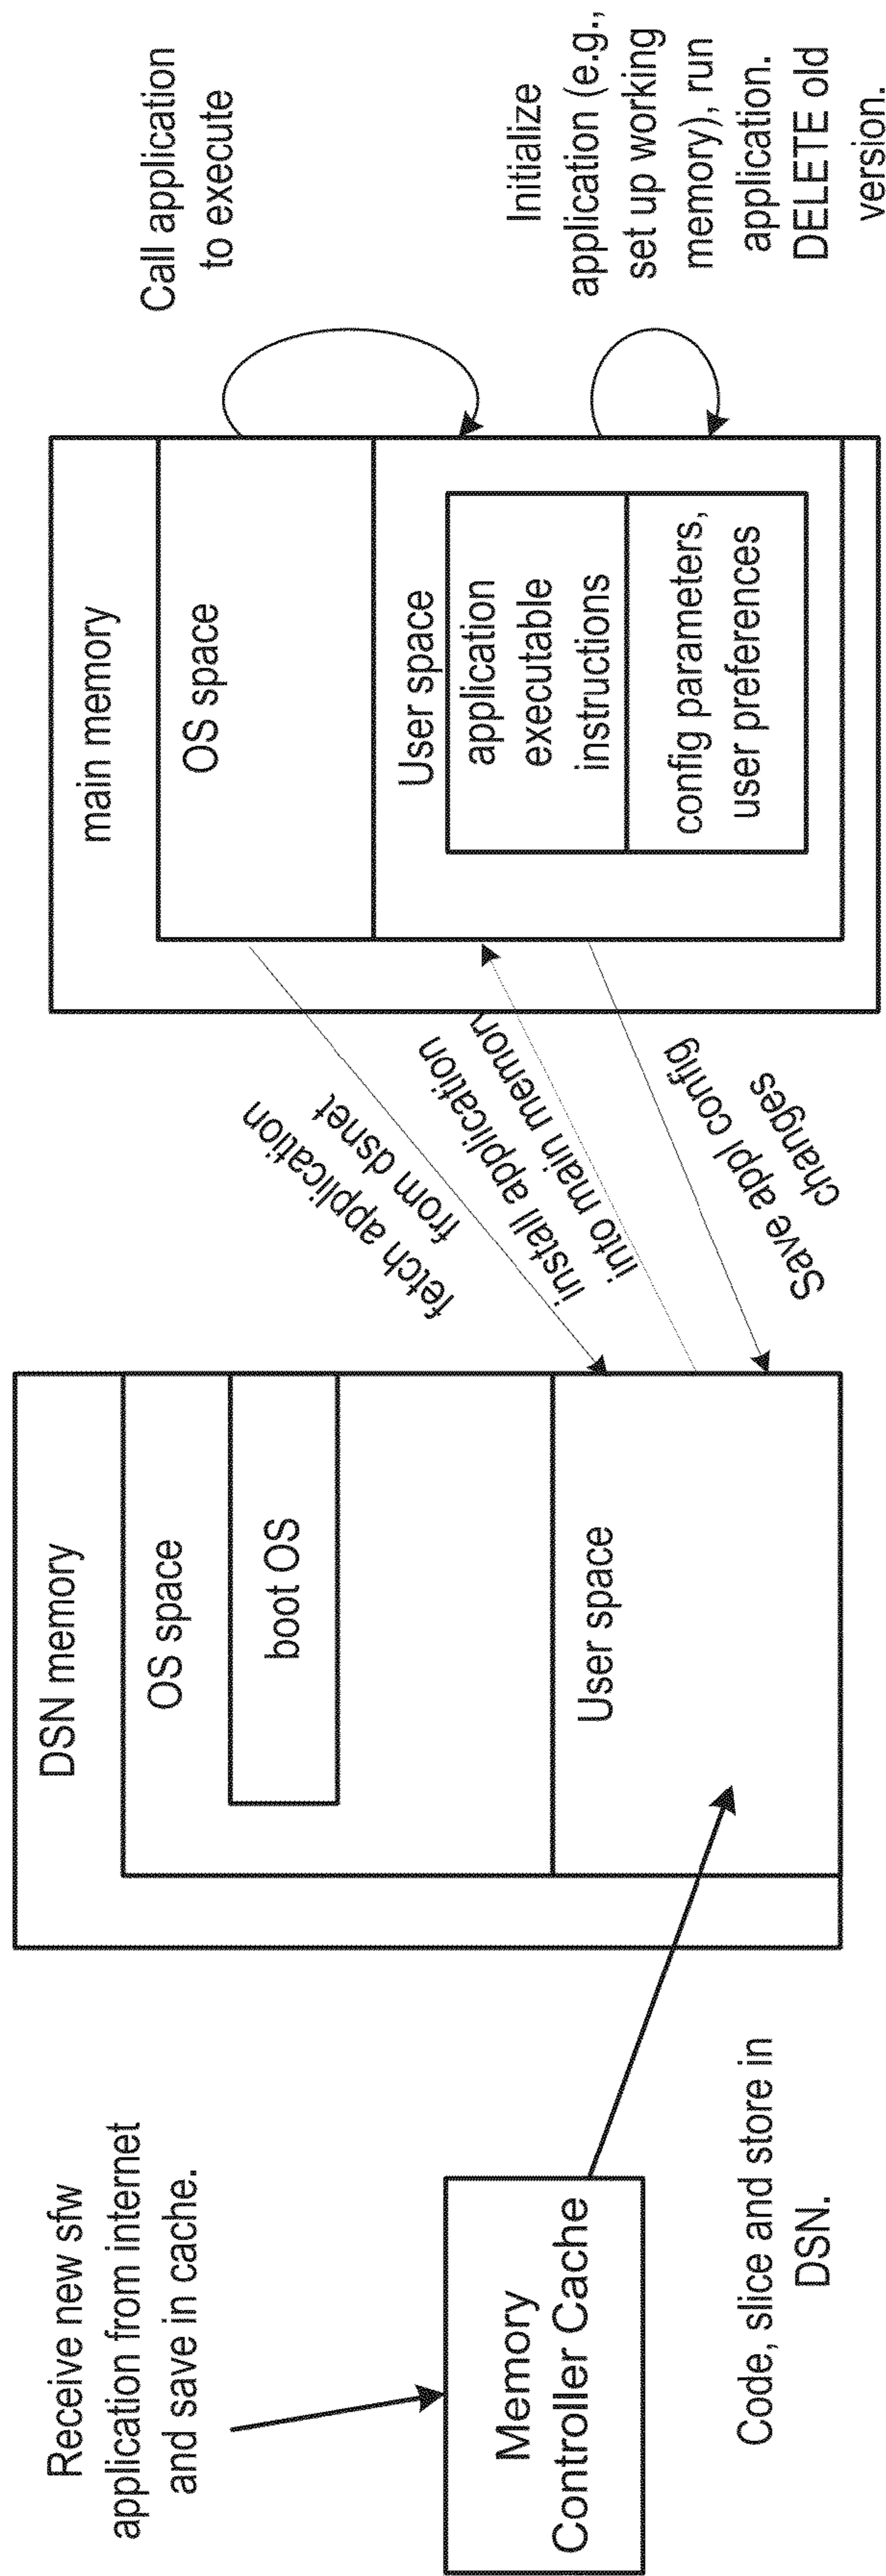 Receive new sfw
application from internet
and save in cache.
Memory
Controller Cache
Code, slice and store in
DSN.
DSN memory
OS space
boot OS
User space
fetch application
from dsnet
install application
into main memory
Save appl config
changes
main memory
OS space
User space
application
executable
instructions
config parameters,
user preferences
Call application
to execute
Initialize
application (e.g.,
set up working
memory), run
application.
DELETE old
version.